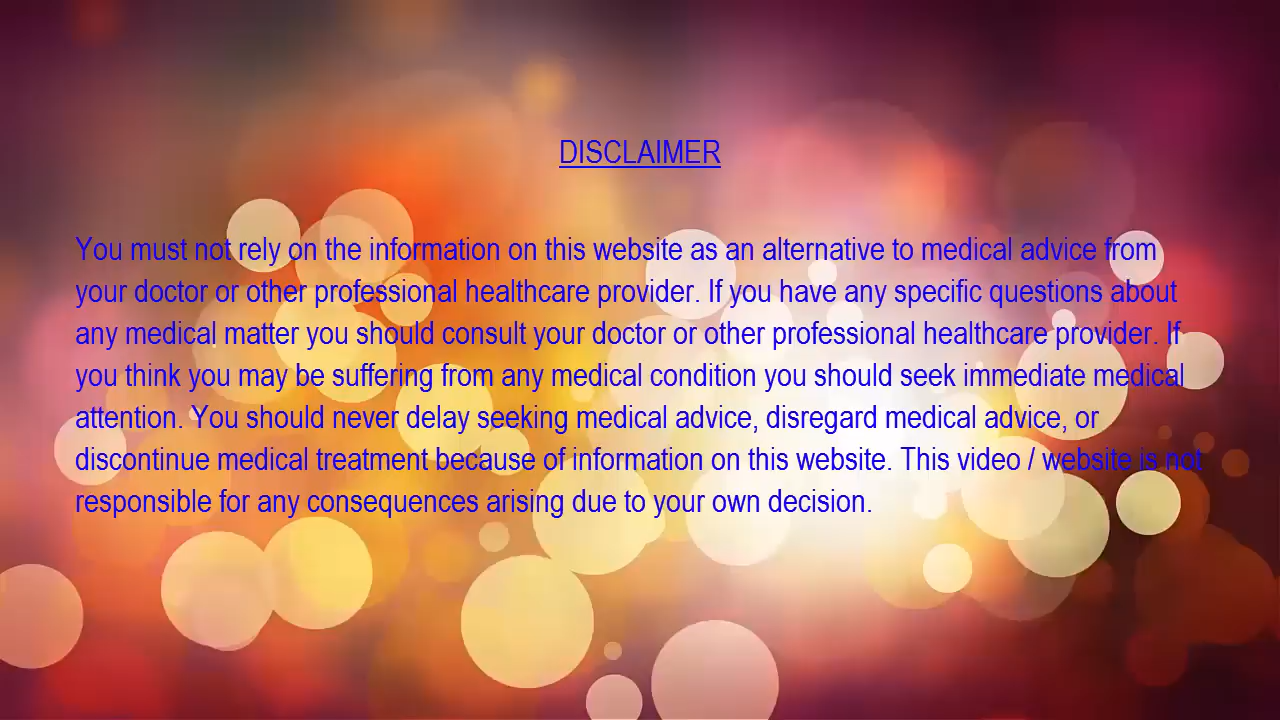 DISCLAIMER
You must not rely on the information on this website as an alternative to medical advice from
your doctor or other professional healthcare provider. If you have any specific questions about
any medical matter you should consult your doctor or other professional healthcare provider. If
you think you may be suffering from any medical condition you should seek immediate medical
attention. You should never delay seeking medical advice, disregard medical advice, or
discontinue medical treatment because of information on this website. This video / website is not
responsible for any consequences arising due to your own decision.